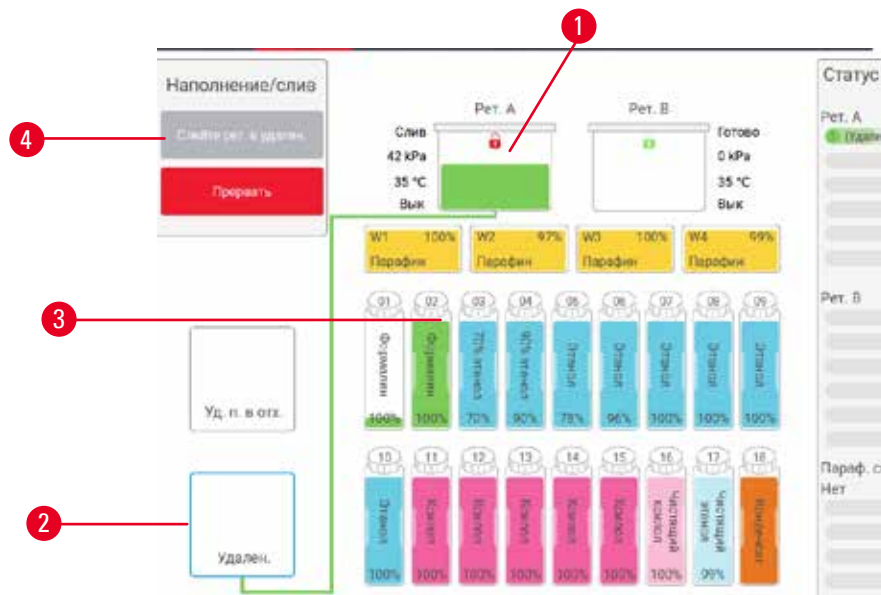 1
Наполнение/слив
Слейте рет. в удален.
Прервать
4
Рет. A
Рет. B
Слив
42 kPa
35 °C
Вык
Готово
0 kPa
35 °C
Вык
Статус
Рет. A
W1 100%
Парафин
W2 97%
Парафин
W3 100%
Парафин
W4 99%
Парафин
3
01 02 03 04 05 06 07 08 09
Формалин
Формалин
70% этанол
90% этанол
Этанол
Этанол
Этанол
Этанол
Этанол
100% 100% 70% 90% 78% 96% 100% 100% 100%
Рет. B
Уд. п. в отх.
10 11 12 13 14 15 16 17 18
Этанол
Ксилол
Ксилол
Ксилол
Ксилол
Ксилол
Чистящий ксилол
Чистящий этанол
Конденсат
100% 100% 100% 100% 100% 100% 100% 99%
Параф.
Нет
2
Удален.